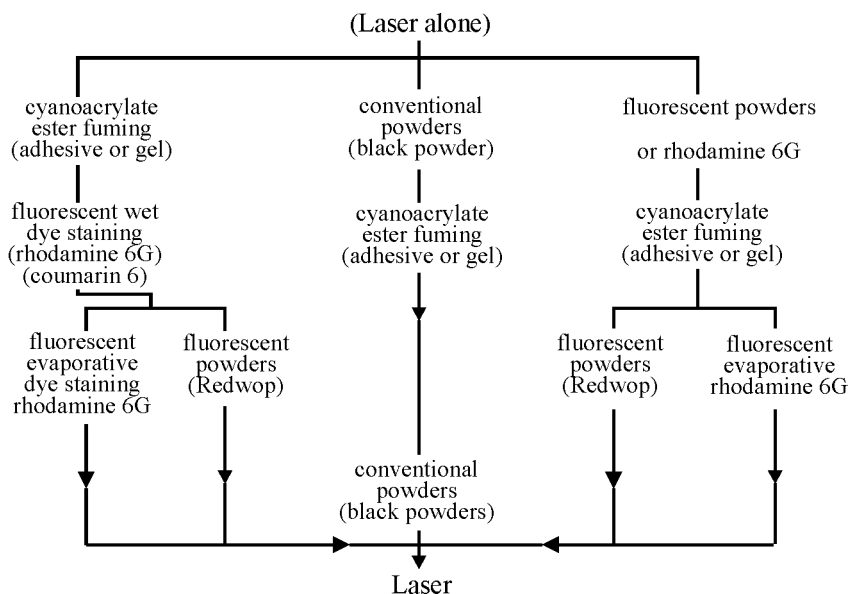 (Laser alone)
cyanoacrylate
ester fuming
(adhesive or gel)
conventional
powders
(black powder)
fluorescent powders
or rhodamine 6G
fluorescent wet
dye staining
(rhodamine 6G)
(coumarin 6)
cyanoacrylate
ester fuming
(adhesive or gel)
cyanoacrylate
ester fuming
(adhesive or gel)
fluorescent
evaporative
dye staining
rhodamine 6G
fluorescent
powders
(Redwop)
fluorescent
powders
(Redwop)
fluorescent
evaporative
rhodamine 6G
conventional
powders
(black powders)
Laser